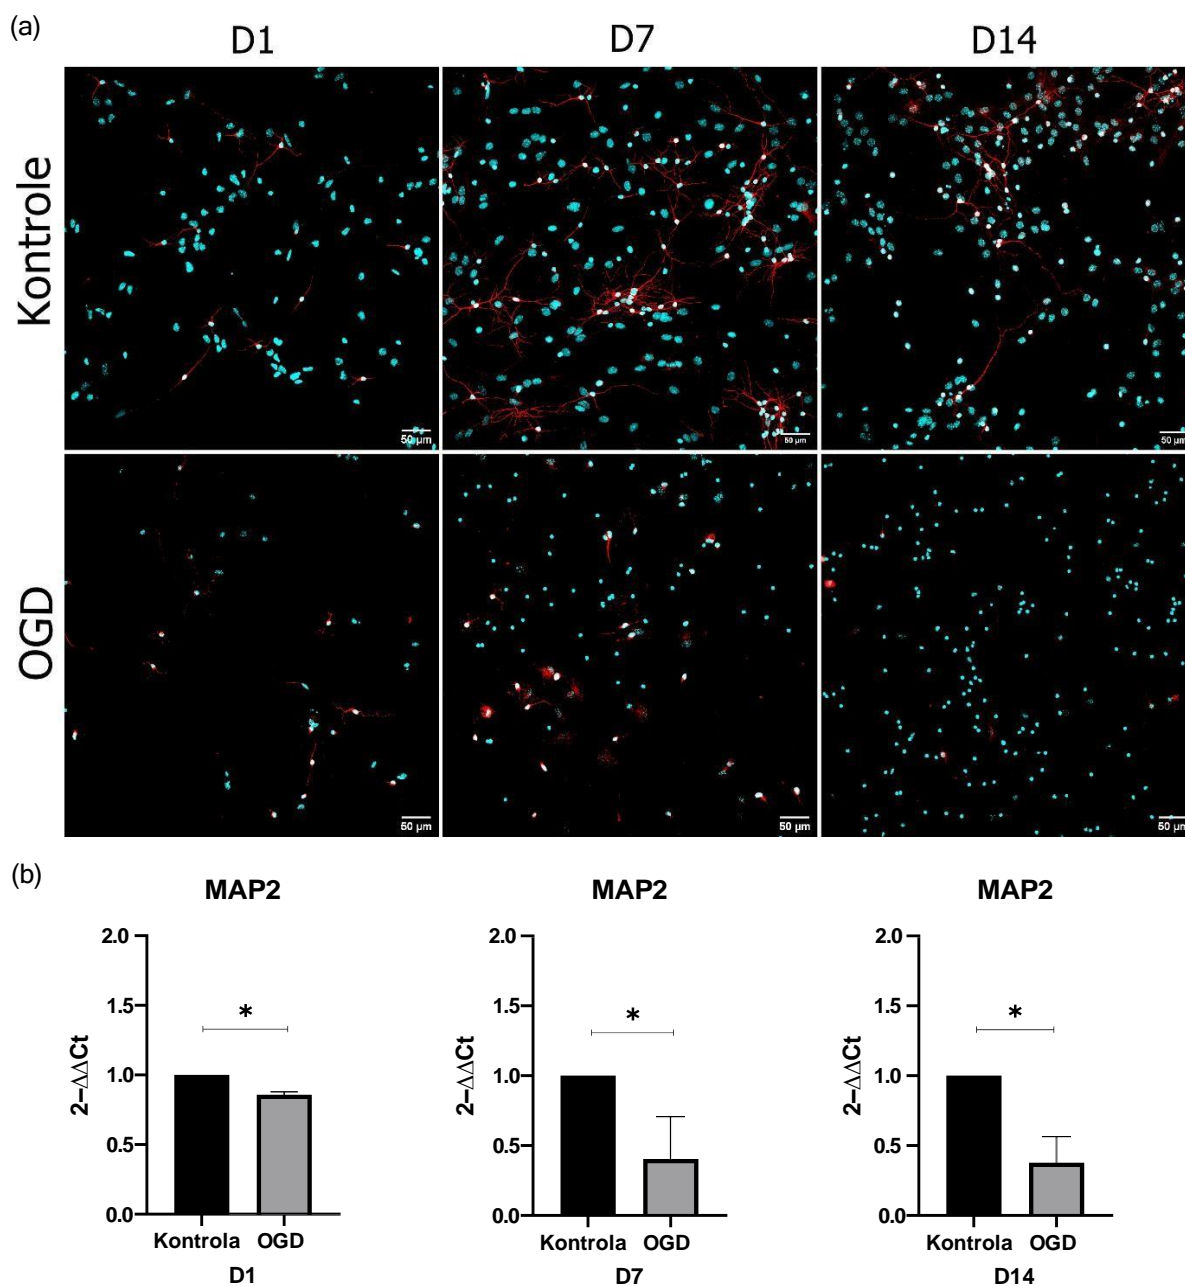 (a)
D1 D7 D14
Kontrole
50 µm 50 µm 50 µm
OGD
50 µm 50 µm 50 µm
(b)
MAP2 MAP2 MAP2
2.0 2.0 2.0
* * *
1.5 1.5 1.5
2–ΔΔCt 2–ΔΔCt 2–ΔΔCt
1.0 1.0 1.0
0.5 0.5 0.5
0.0 0.0 0.0
Kontrola OGD Kontrola OGD Kontrola OGD
D1 D7 D14